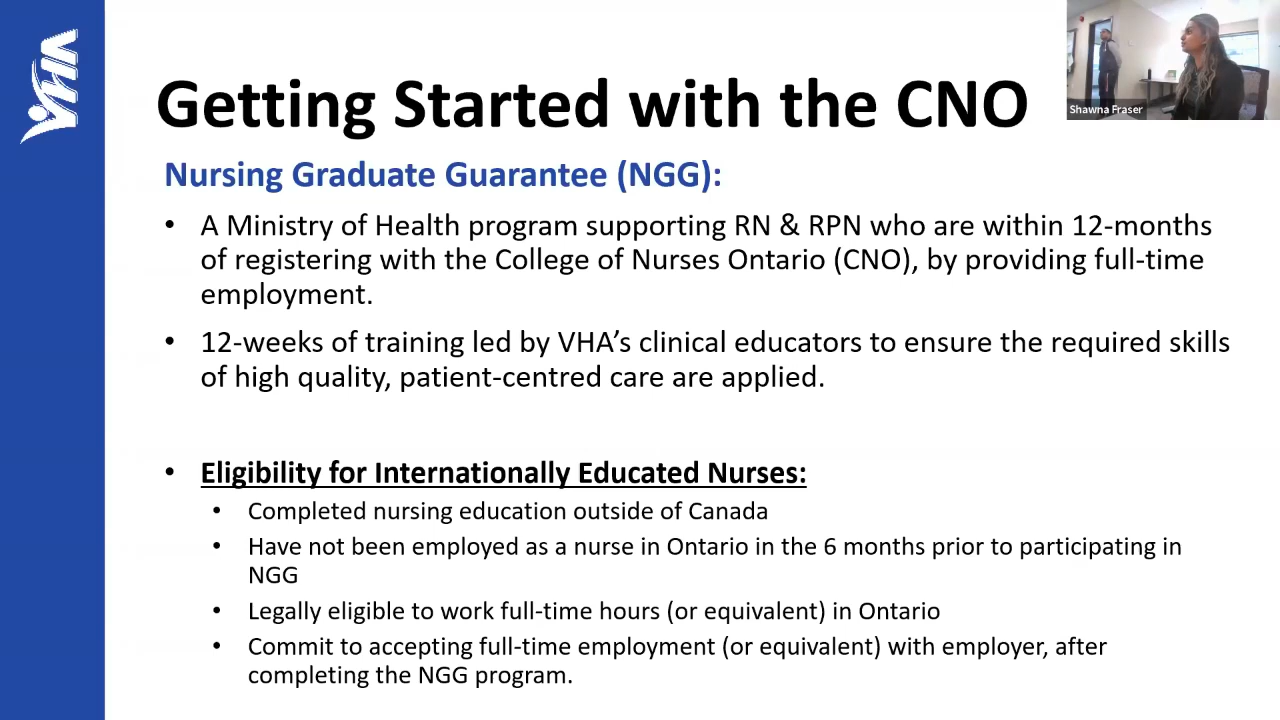 VHA
Getting Started with the CNO
Shawna Fraser
Nursing Graduate Guarantee (NGG):
• A Ministry of Health program supporting RN & RPN who are within 12-months
of registering with the College of Nurses Ontario (CNO), by providing full-time
employment.
• 12-weeks of training led by VHA’s clinical educators to ensure the required skills
of high quality, patient-centred care are applied.
• Eligibility for Internationally Educated Nurses:
• Completed nursing education outside of Canada
• Have not been employed as a nurse in Ontario in the 6 months prior to participating in
NGG
• Legally eligible to work full-time hours (or equivalent) in Ontario
• Commit to accepting full-time employment (or equivalent) with employer, after
completing the NGG program.